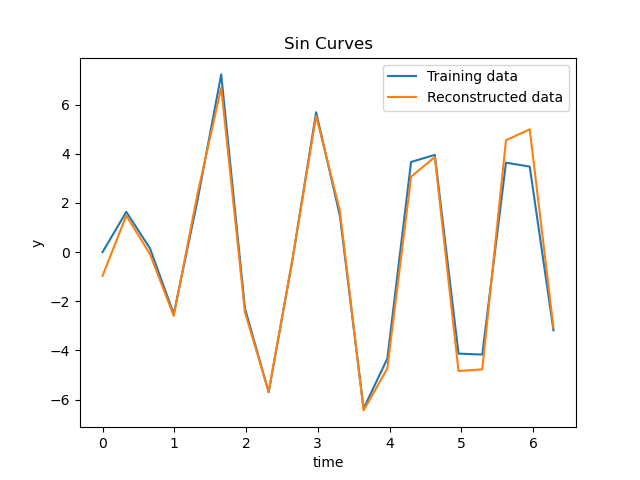 Sin Curves
Training data
Reconstructed data
y
6
4
2
0
−2
−4
−6
0 1 2 3 4 5 6
time